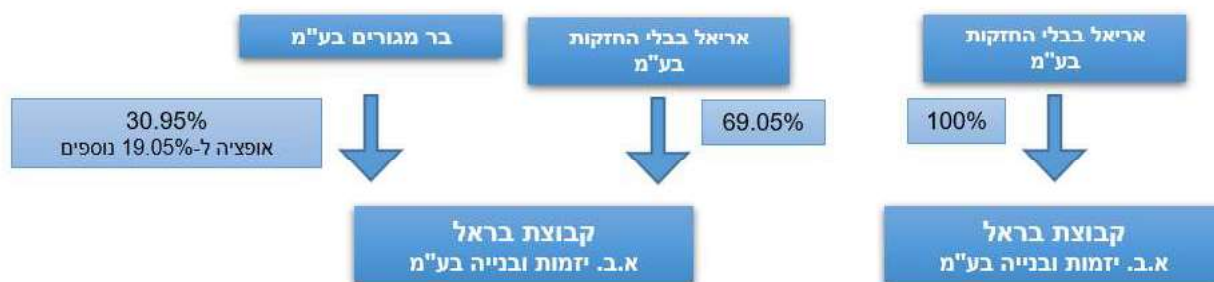 אריאל בבלי החזקות
בע"מ
100%
קבוצת בראל
א.ב. יזמות ובנייה בע"מ
אריאל בבלי החזקות
בע"מ
69.05%
בר מגורים בע"מ
30.95%
אופציה ל-19.05% נוספים
קבוצת בראל
א.ב. יזמות ובנייה בע"מ